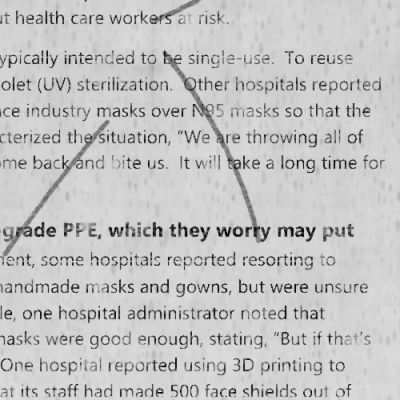 ut health care workers at risk.
ypically intended to be single-use. To reuse
olet (UV) sterilization. Other hospitals reported
nce industry masks over N95 masks so that the
cterized the situation, “We are throwing all of
ome back and bite us. It will take a long time for
-grade PPE, which they worry may put
nent, some hospitals reported resorting to
handmade masks and gowns, but were unsure
le, one hospital administrator noted that
masks were good enough, stating, “But if that’s
One hospital reported using 3D printing to
at its staff had made 500 face shields out of